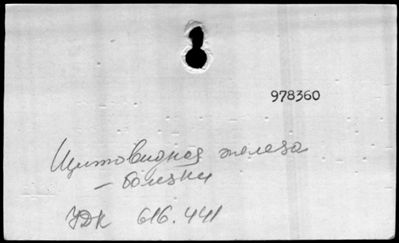 978360
Щитовидная железа
– болезни
УДК 616.441